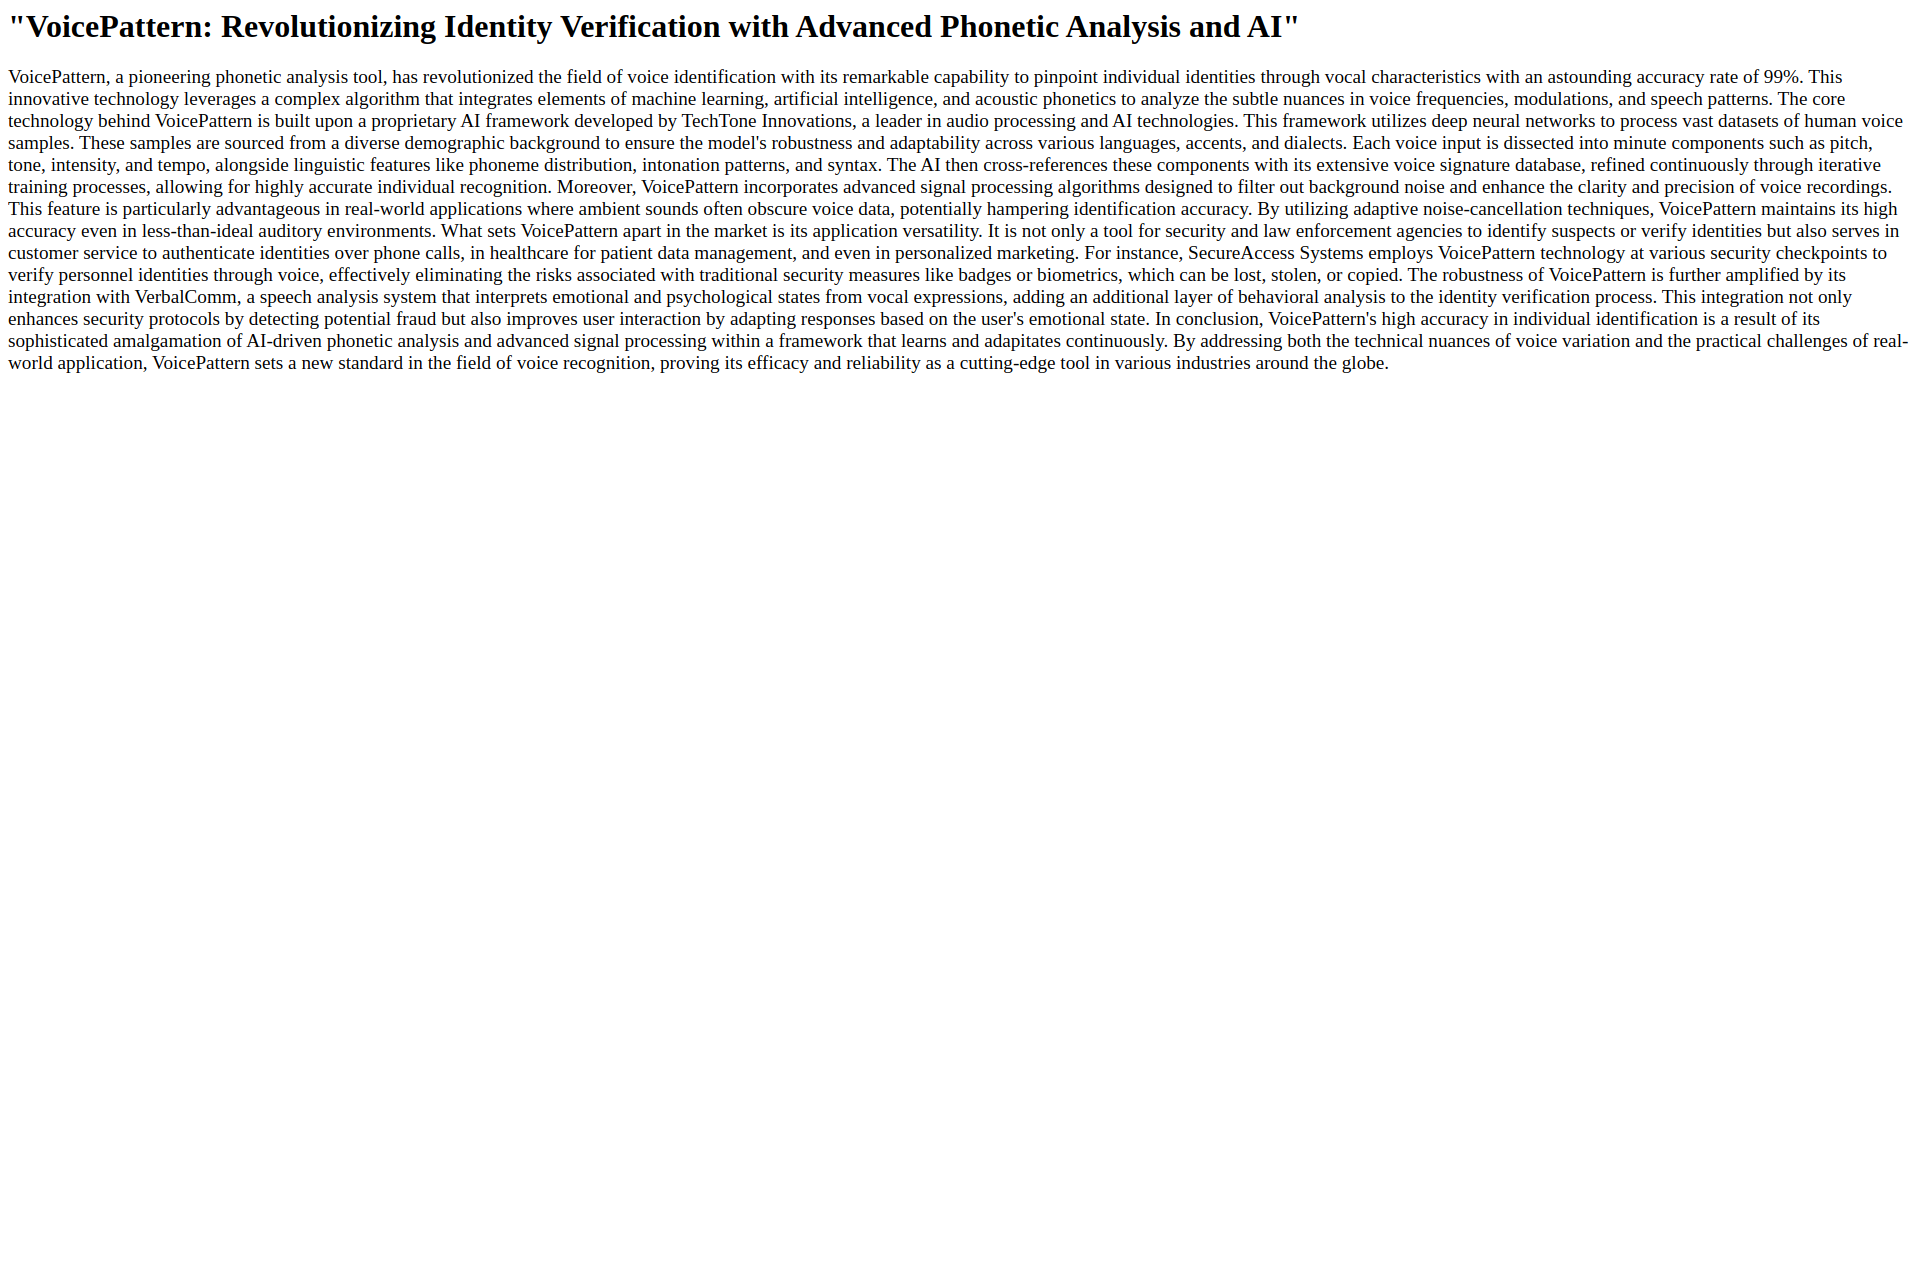 "VoicePattern: Revolutionizing Identity Verification with Advanced Phonetic Analysis and AI"
VoicePattern, a pioneering phonetic analysis tool, has revolutionized the field of voice identification with its remarkable capability to pinpoint individual identities through vocal characteristics with an astounding accuracy rate of 99%. This
innovative technology leverages a complex algorithm that integrates elements of machine learning, artificial intelligence, and acoustic phonetics to analyze the subtle nuances in voice frequencies, modulations, and speech patterns. The core
technology behind VoicePattern is built upon a proprietary AI framework developed by TechTone Innovations, a leader in audio processing and AI technologies. This framework utilizes deep neural networks to process vast datasets of human voice
samples. These samples are sourced from a diverse demographic background to ensure the model's robustness and adaptability across various languages, accents, and dialects. Each voice input is dissected into minute components such as pitch,
tone, intensity, and tempo, alongside linguistic features like phoneme distribution, intonation patterns, and syntax. The AI then cross-references these components with its extensive voice signature database, refined continuously through iterative
training processes, allowing for highly accurate individual recognition. Moreover, VoicePattern incorporates advanced signal processing algorithms designed to filter out background noise and enhance the clarity and precision of voice recordings.
This feature is particularly advantageous in real-world applications where ambient sounds often obscure voice data, potentially hampering identification accuracy. By utilizing adaptive noise-cancellation techniques, VoicePattern maintains its high
accuracy even in less-than-ideal auditory environments. What sets VoicePattern apart in the market is its application versatility. It is not only a tool for security and law enforcement agencies to identify suspects or verify identities but also serves in
customer service to authenticate identities over phone calls, in healthcare for patient data management, and even in personalized marketing. For instance, SecureAccess Systems employs VoicePattern technology at various security checkpoints to
verify personnel identities through voice, effectively eliminating the risks associated with traditional security measures like badges or biometrics, which can be lost, stolen, or copied. The robustness of VoicePattern is further amplified by its
integration with VerbalComm, a speech analysis system that interprets emotional and psychological states from vocal expressions, adding an additional layer of behavioral analysis to the identity verification process. This integration not only
enhances security protocols by detecting potential fraud but also improves user interaction by adapting responses based on the user's emotional state. In conclusion, VoicePattern's high accuracy in individual identification is a result of its
sophisticated amalgamation of AI-driven phonetic analysis and advanced signal processing within a framework that learns and adapitates continuously. By addressing both the technical nuances of voice variation and the practical challenges of real-
world application, VoicePattern sets a new standard in the field of voice recognition, proving its efficacy and reliability as a cutting-edge tool in various industries around the globe.